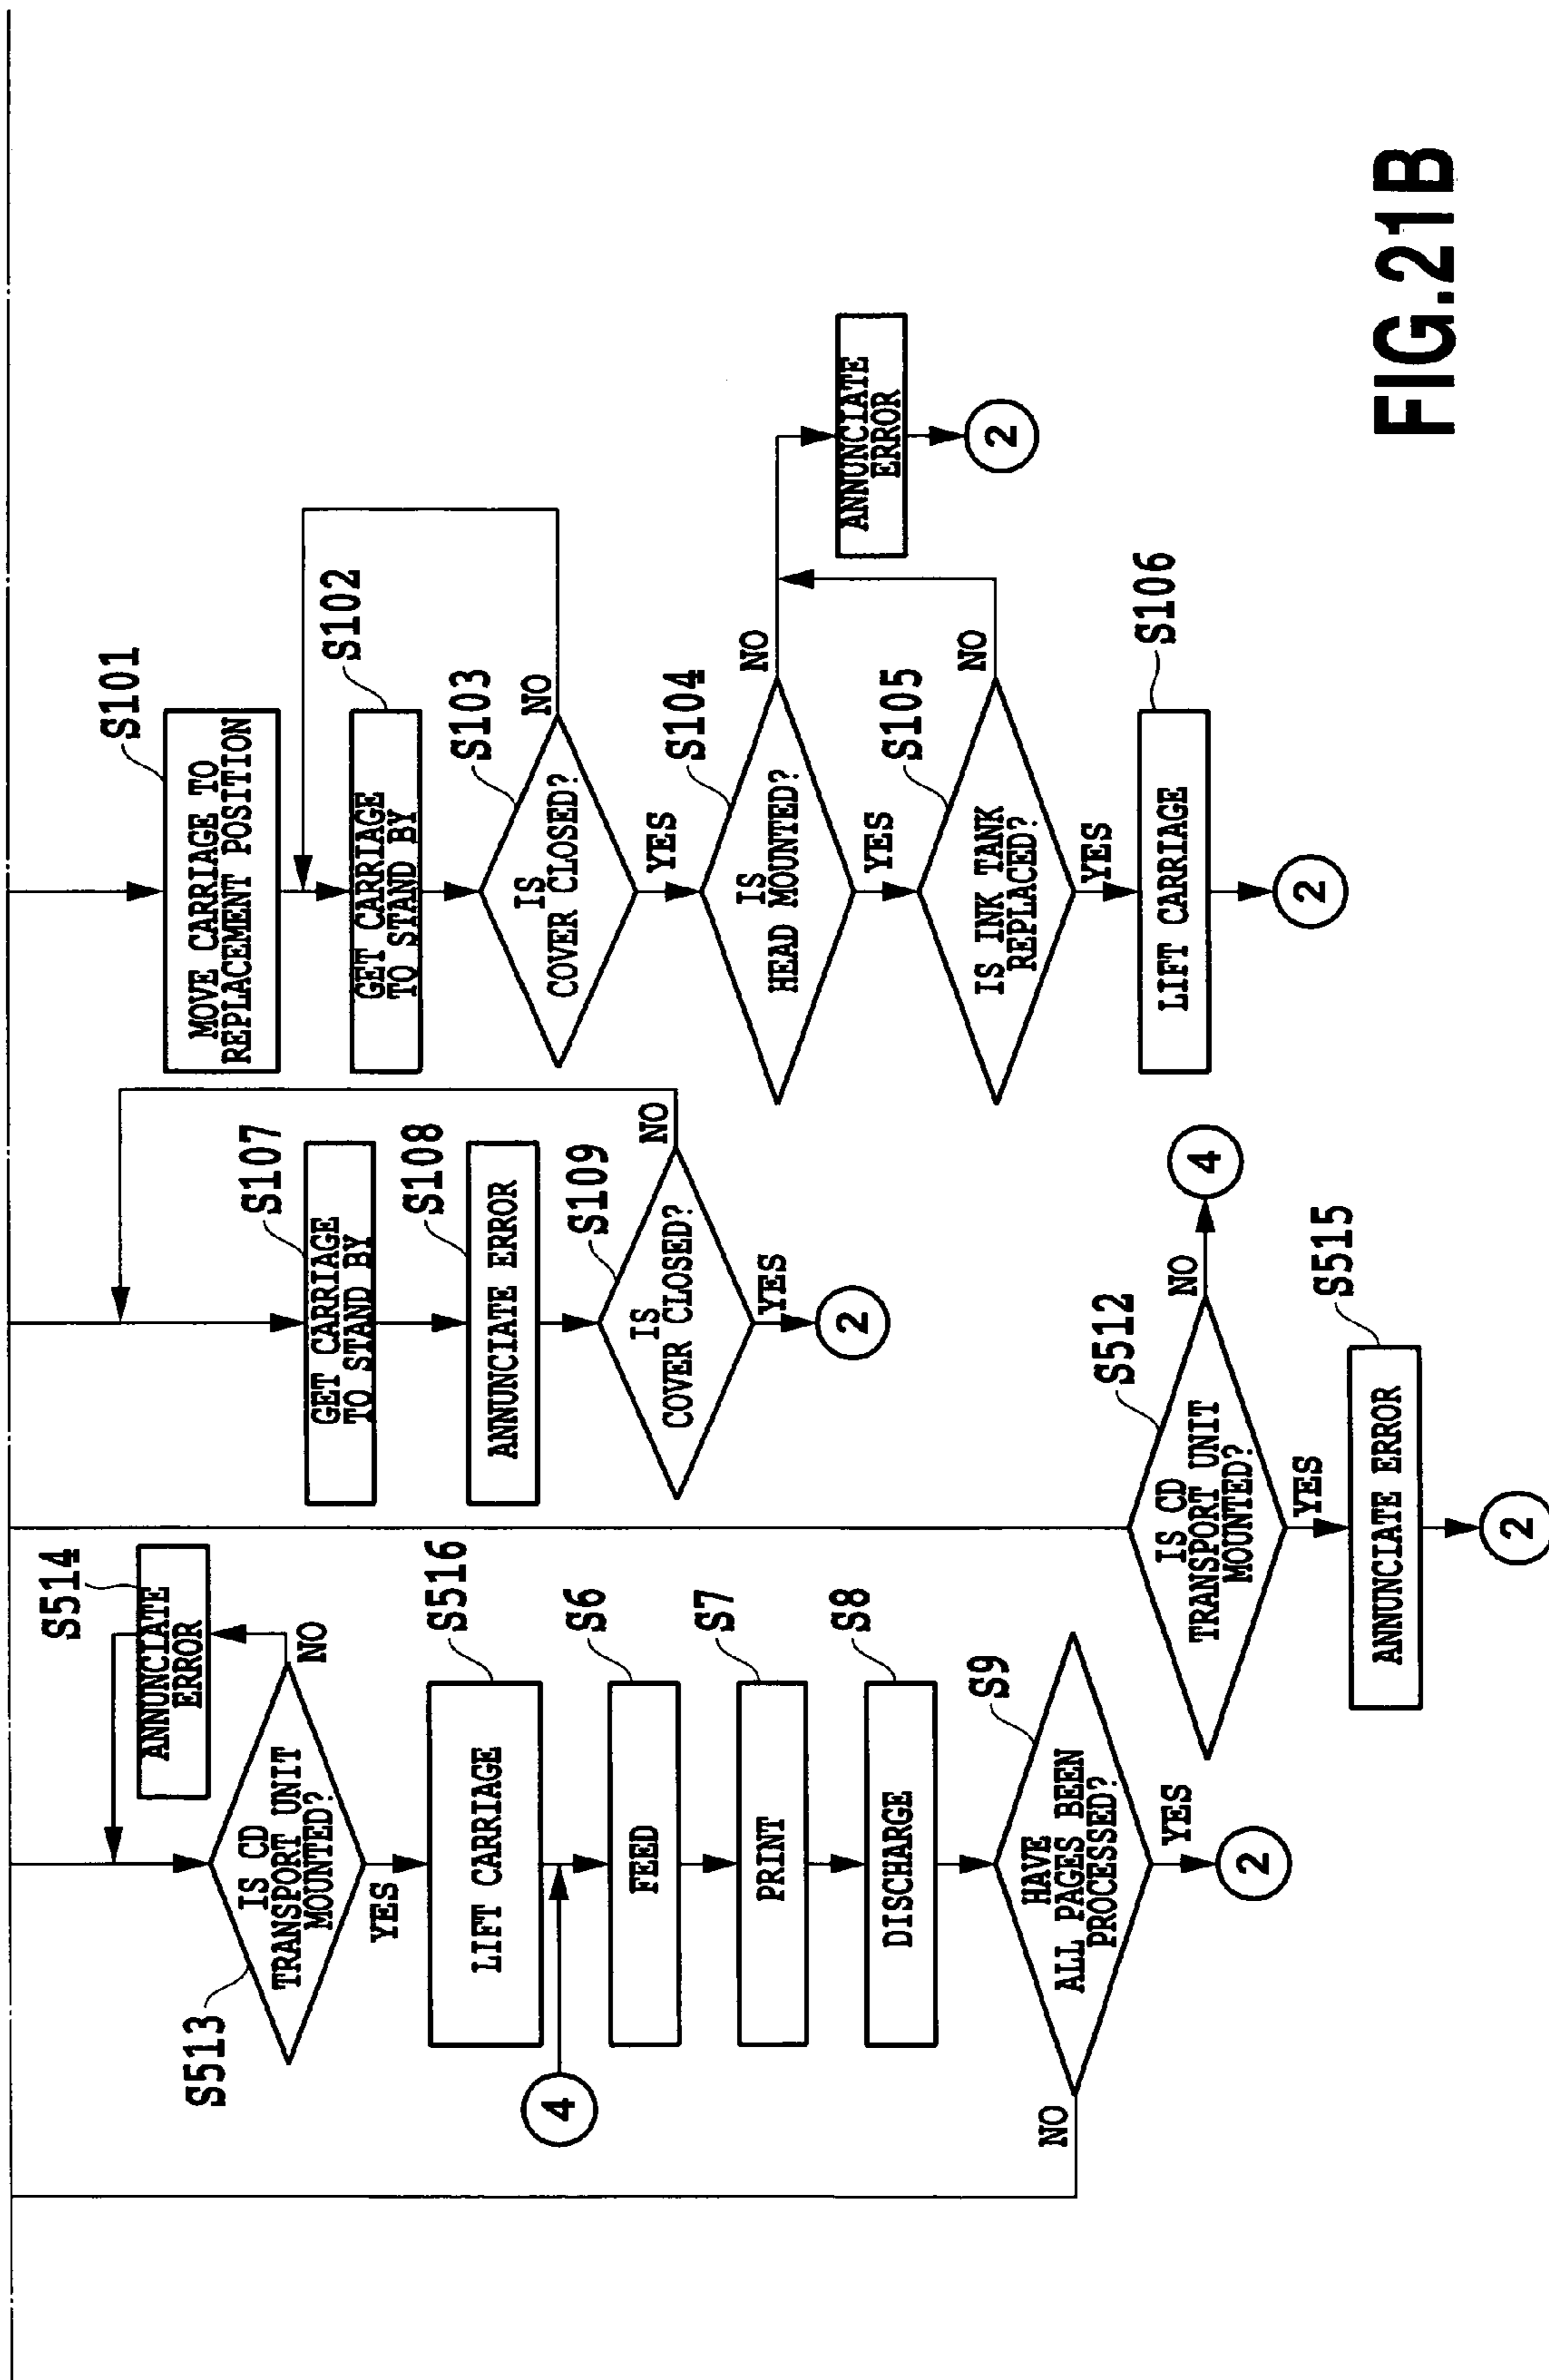 S514
ANNUNCIATE
ERROR
S513
IS CD
TRANSPORT UNIT
MOUNTED?
NO
YES
S516
LIFT CARRIAGE
4
S6
FEED
S7
PRINT
S8
DISCHARGE
S9
HAVE
ALL PAGES BEEN
PROCESSED?
NO
YES
2
S107
GET CARRIAGE
TO STAND BY
S108
ANNUNCIATE ERROR
S109
IS
COVER CLOSED?
NO
YES
2
S512
IS CD
TRANSPORT UNIT
MOUNTED?
NO
4
YES
S515
ANNUNCIATE ERROR
2
S101
MOVE CARRIAGE TO
REPLACEMENT POSITION
S102
GET CARRIAGE
TO STAND BY
S103
IS
COVER CLOSED?
NO
YES
S104
IS
HEAD MOUNTED?
NO
YES
ANNUNCIATE
ERROR
2
S105
IS INK TANK
REPLACED?
NO
YES
S106
LIFT CARRIAGE
2
FIG.21B